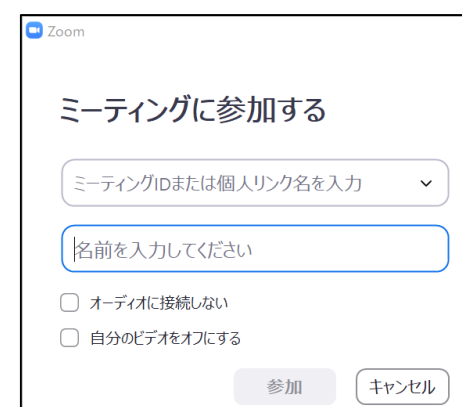 Zoom
ミーティングに参加する
ミーティングIDまたは個人リンク名を入力
名前を入力してください
オーディオに接続しない
自分のビデオをオフにする
参加 キャンセル